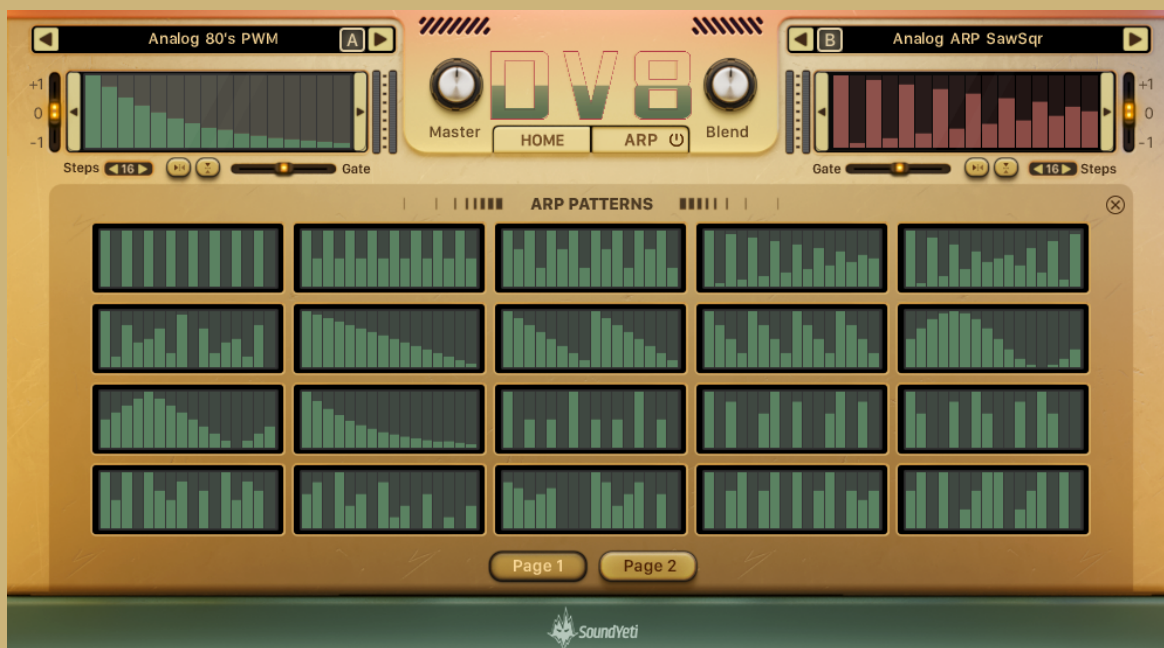 Analog 80's PWM A
B Analog ARP SawSqr
DV8
+1
0
-1
+1
0
-1
Master
Blend
HOME ARP
Steps 16 Gate
Gate 16 Steps
ARP PATTERNS
Page 1 Page 2
SoundYeti